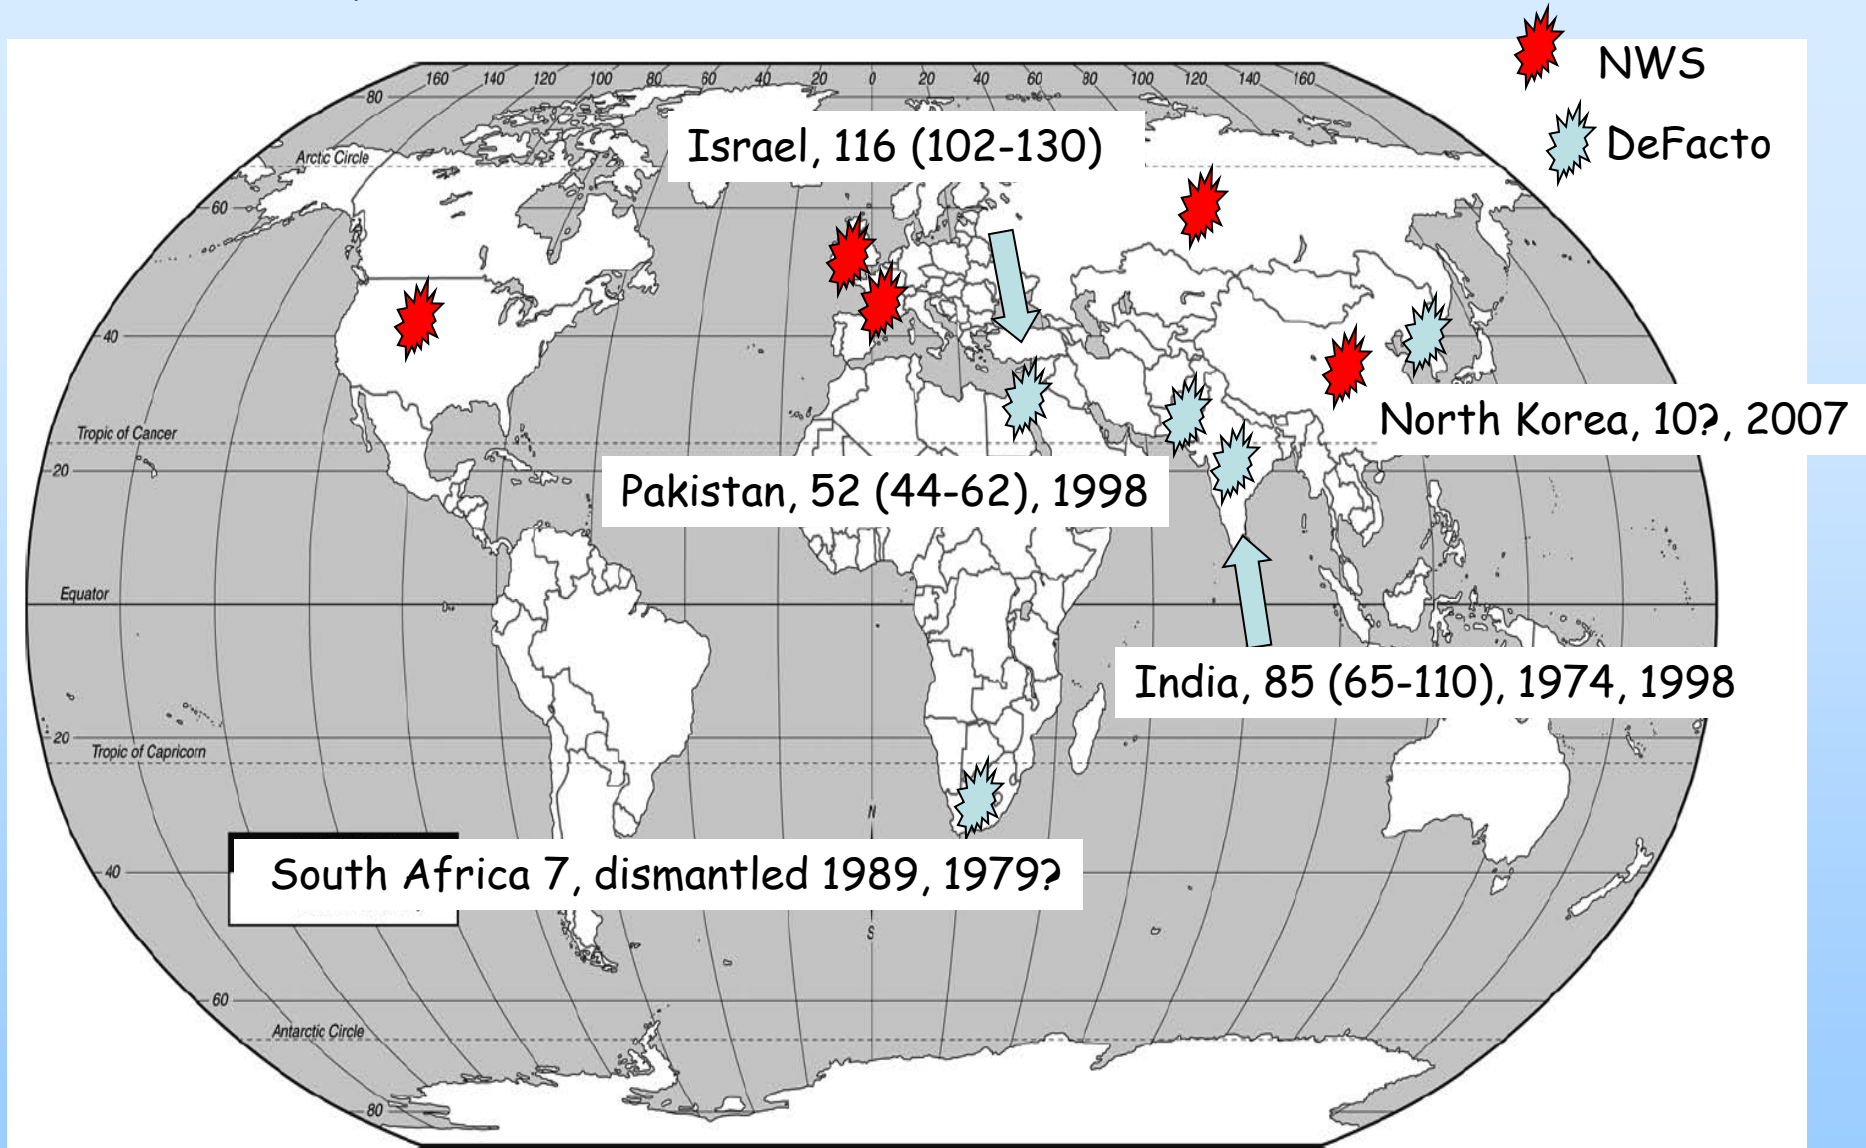 NWS
DeFacto
160 140 120 100 80 60 40 20 0 20 40 60 80 100 120 140 160
80
Israel, 116 (102-130)
Arctic Circle
60
40
North Korea, 10?, 2007
Tropic of Cancer
20
Pakistan, 52 (44-62), 1998
Equator
India, 85 (65-110), 1974, 1998
20
Tropic of Capricorn
N
South Africa 7, dismantled 1989, 1979?
40
S
60
Antarctic Circle
80